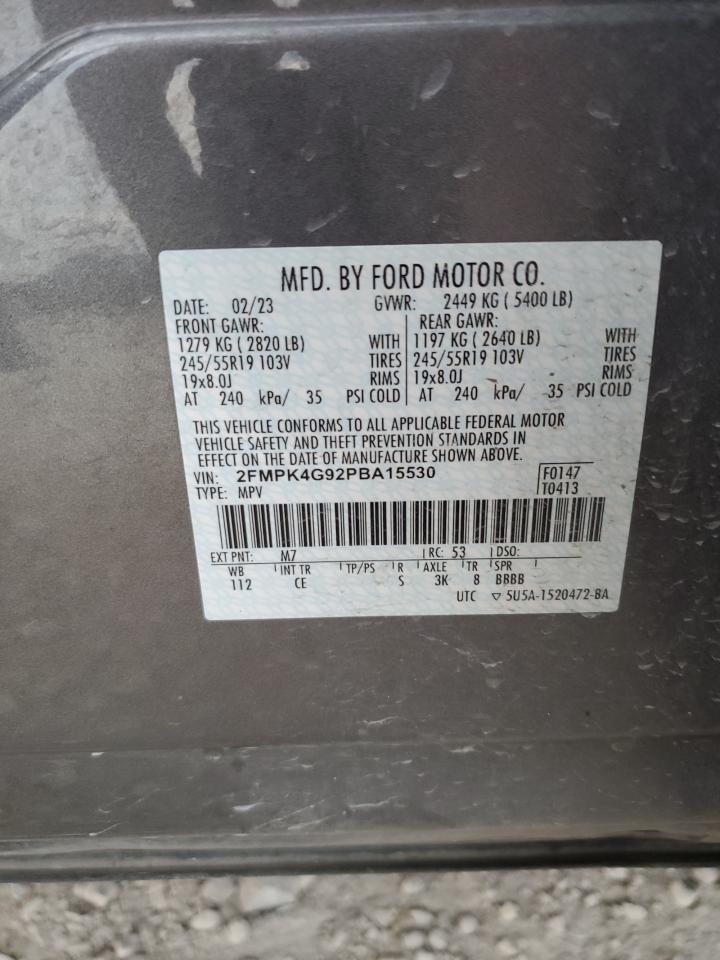 MFD. BY FORD MOTOR CO.
DATE: 02/23 GVWR: 2449 KG ( 5400 LB)
FRONT GAWR: REAR GAWR:
1279 KG ( 2820 LB) WITH 1197 KG ( 2640 LB) WITH
245/55R19 103V TIRES 245/55R19 103V TIRES
19x8.0J RIMS 19x8.0J RIMS
AT 240 kPa/ 35 PSI COLD AT 240 kPa/ 35 PSI COLD
THIS VEHICLE CONFORMS TO ALL APPLICABLE FEDERAL MOTOR
VEHICLE SAFETY AND THEFT PREVENTION STANDARDS IN
EFFECT ON THE DATE OF MANUFACTURE SHOWN ABOVE.
VIN: 2FMPK4G92PBA15530 F0147
TYPE: MPV T0413
EXT PNT: M7 RC: 53 DSO:
WB INT TR TP/PS R AXLE TR SPR
112 CE S 3K 8 BBBB
UTC ▽ 5U5A-1520472-BA